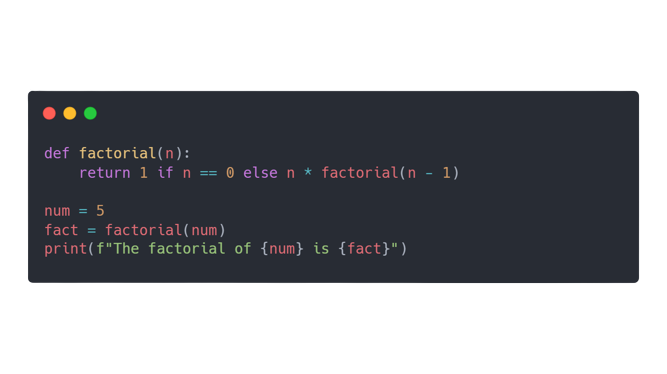 def factorial(n):
    return 1 if n == 0 else n * factorial(n - 1)

num = 5
fact = factorial(num)
print(f"The factorial of {num} is {fact}")